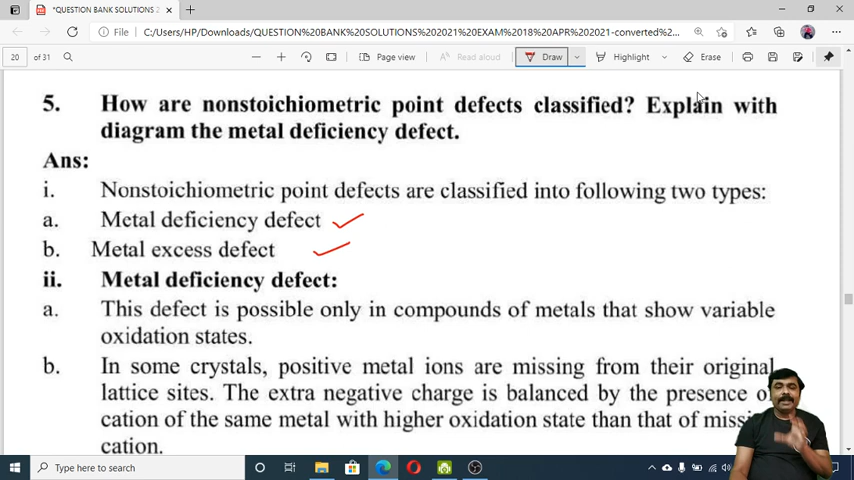 *QUESTION BANK SOLUTIONS 2021
File
C:/Users/HP/Downloads/QUESTION%20BANK%20SOLUTIONS%202021%20EXAM%2018%20APR%202021-converted%20...
20 of 31
Page view
Read aloud
Draw
Highlight
Erase
5. How are nonstoichiometric point defects classified? Explain with
diagram the metal deficiency defect.
Ans:
i. Nonstoichiometric point defects are classified into following two types:
a. Metal deficiency defect
b. Metal excess defect
ii. Metal deficiency defect:
a. This defect is possible only in compounds of metals that show variable
oxidation states.
b. In some crystals, positive metal ions are missing from their original
lattice sites. The extra negative charge is balanced by the presence
cation of the same metal with higher oxidation state than that of
cation.
Type here to search